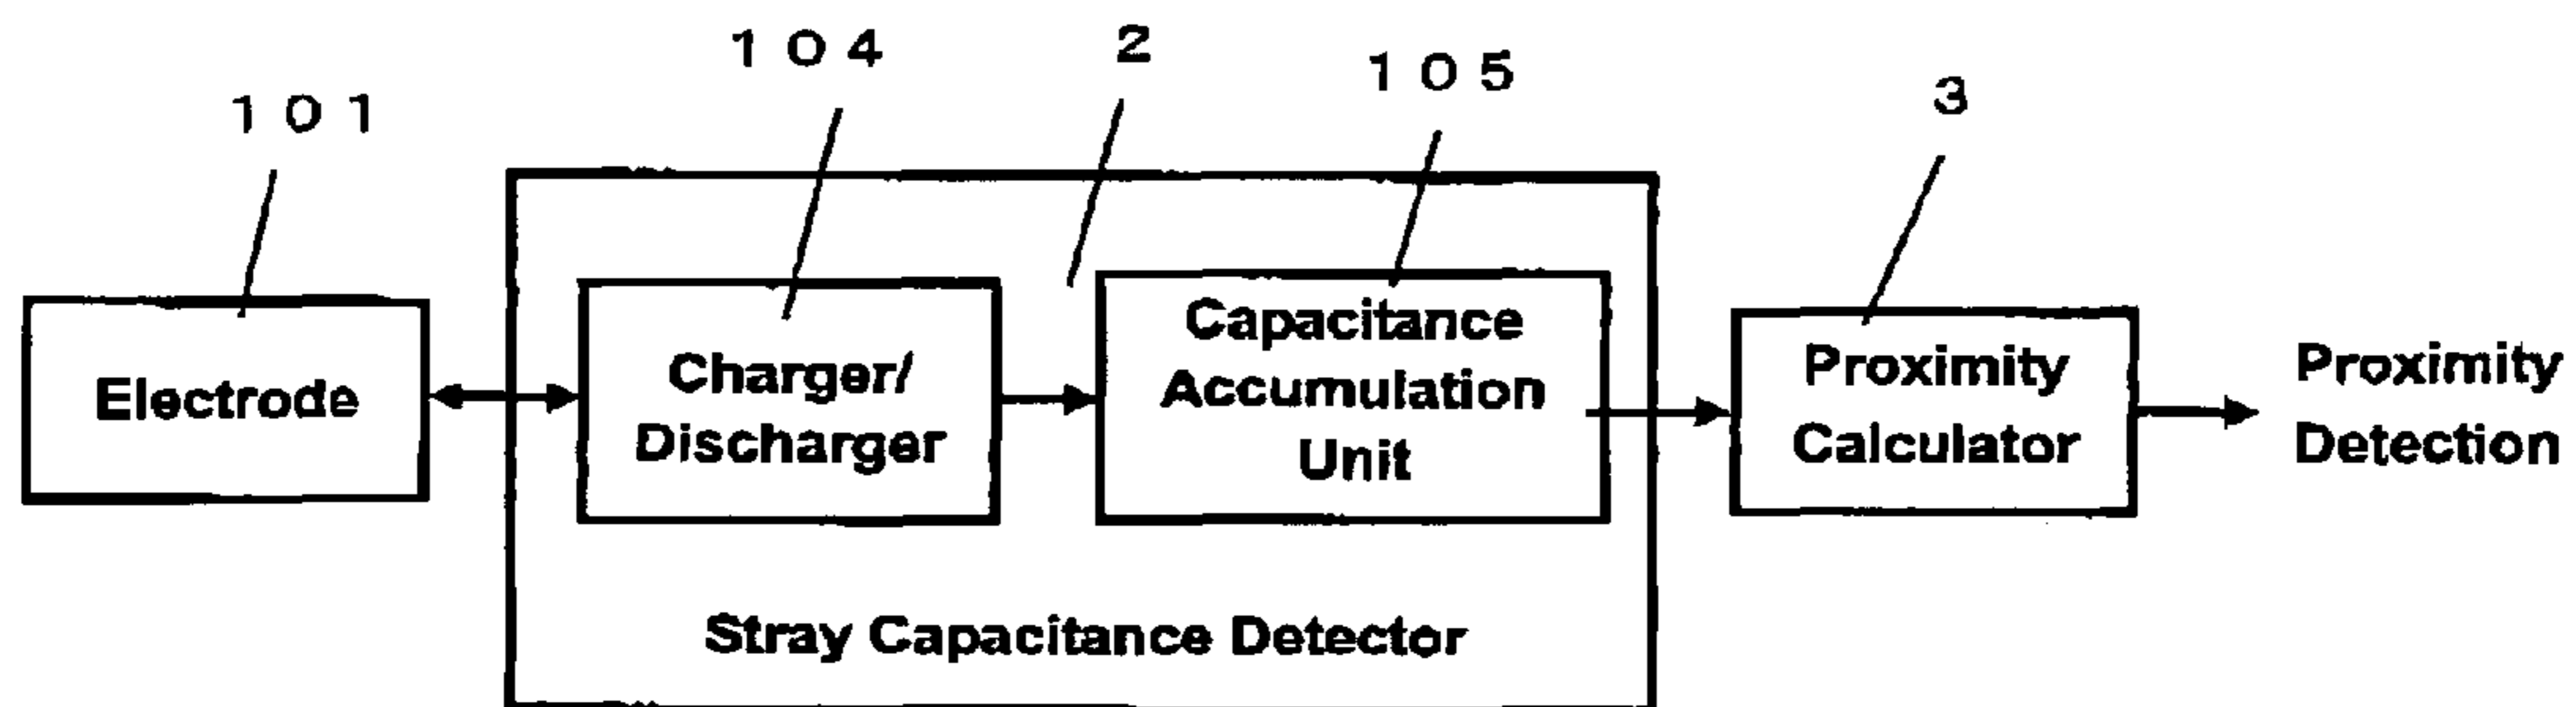 101
104
2
105
3
Electrode
Charger/
Discharger
Capacitance
Accumulation
Unit
Proximity
Calculator
Proximity
Detection
Stray Capacitance Detector